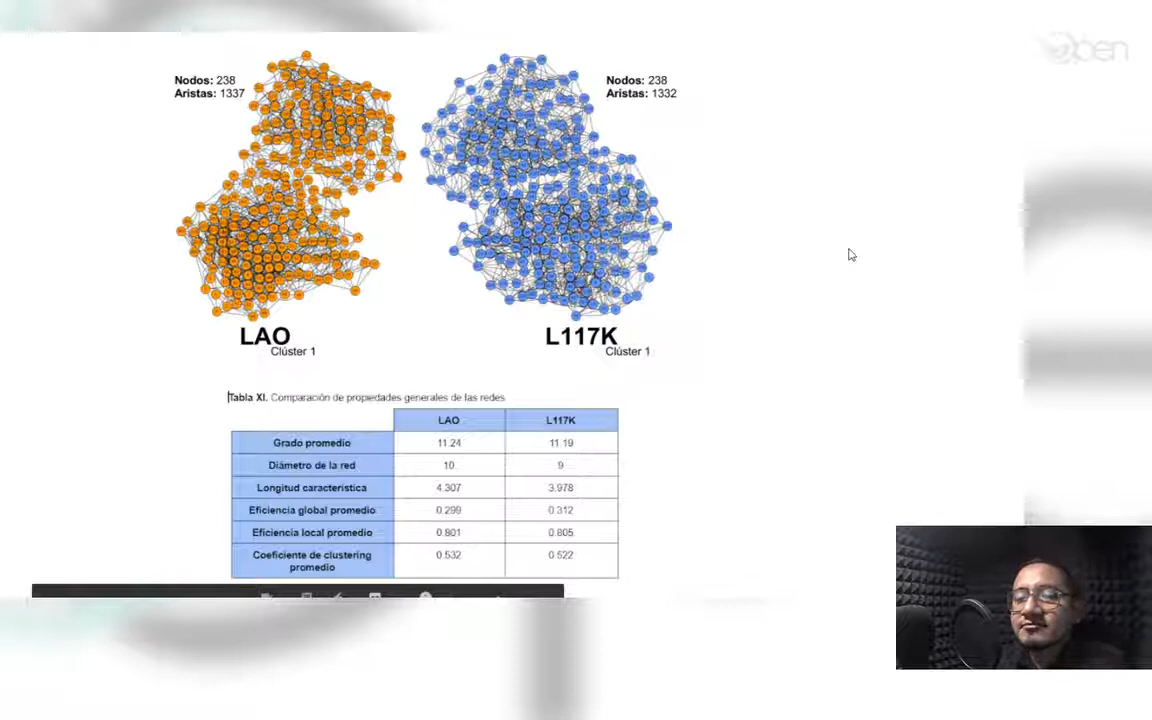 Open
Nodos: 238
Aristas: 1337
Nodos: 238
Aristas: 1332
LAO
Clúster 1
L117K
Clúster 1
Tabla XI. Comparación de propiedades generales de las redes
LAO L117K
Grado promedio 11.24 11.19
Diámetro de la red 10 9
Longitud característica 4.307 3.978
Eficiencia global promedio 0.299 0.312
Eficiencia local promedio 0.801 0.805
Coeficiente de clustering promedio 0.532 0.522